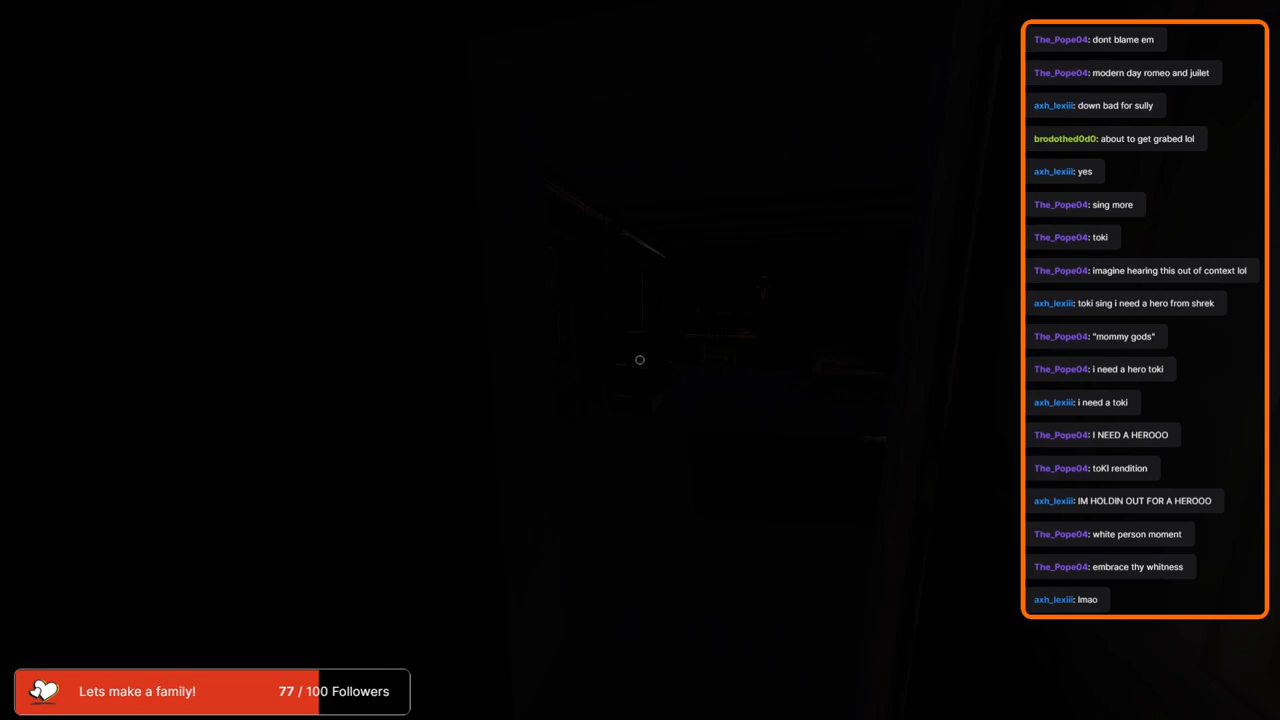 The_Pope04: dont blame em
The_Pope04: modern day romeo and juilet
axh_lexiii: down bad for sully
brodothed0d0: about to get grabed lol
axh_lexiii: yes
The_Pope04: sing more
The_Pope04: toki
The_Pope04: imagine hearing this out of context lol
axh_lexiii: toki sing i need a hero from shrek
The_Pope04: "mommy gods"
The_Pope04: i need a hero toki
axh_lexiii: i need a toki
The_Pope04: I NEED A HEROOO
The_Pope04: toKI rendition
axh_lexiii: IM HOLDIN OUT FOR A HEROOO
The_Pope04: white person moment
The_Pope04: embrace thy whitness
axh_lexiii: lmao
Lets make a family! 77 / 100 Followers